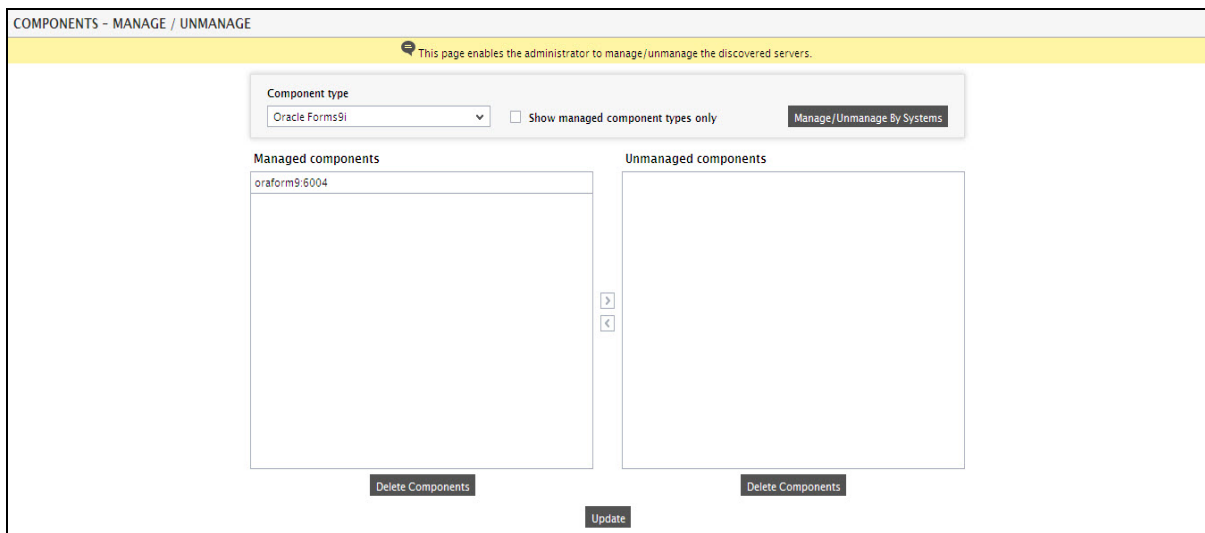 COMPONENTS - MANAGE / UNMANAGE
This page enables the administrator to manage/unmanage the discovered servers.
Component type
Oracle Forms9i
Show managed component types only
Manage/Unmanage By Systems
Managed components
Unmanaged components
oraform9:6004
>
<
Delete Components
Delete Components
Update